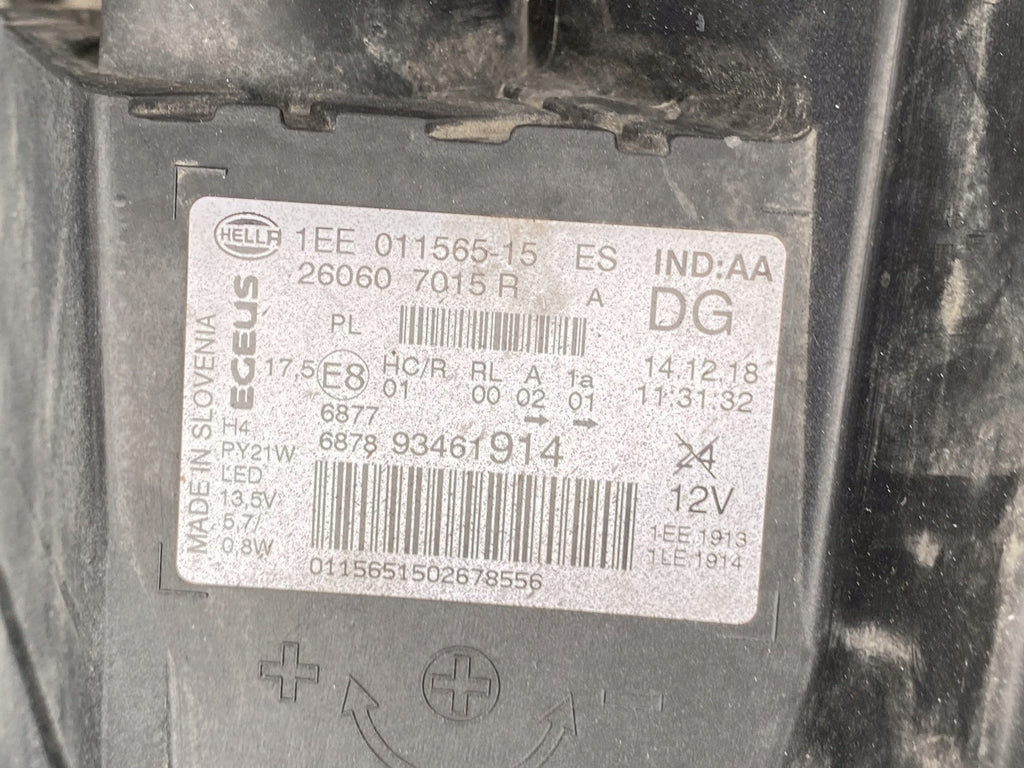 HELLA 1EE 011565-15 ES IND:AA
26060 7015 R A DG
EGEUS
MADE IN SLOVENIA
PL
17,5 E8 HC/R RL A 1a 14.12.18
01 00 02 01 11:31:32
6877
6878 93461914 24
12V
H4
PY21W
LED
13,5V
5,7/
0,8W
1EE.1913
1LE.1914
0115651502678556